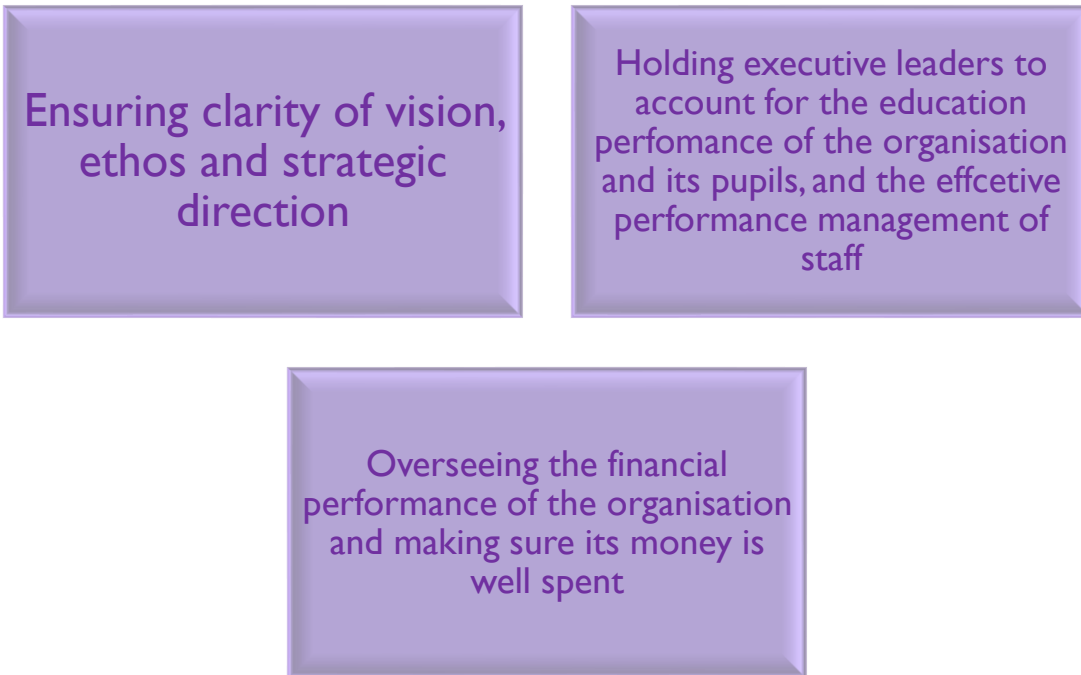 Ensuring clarity of vision,
ethos and strategic
direction
Holding executive leaders to
account for the education
perfomance of the organisation
and its pupils, and the effcetive
performance management of
staff
Overseeing the financial
performance of the organisation
and making sure its money is
well spent